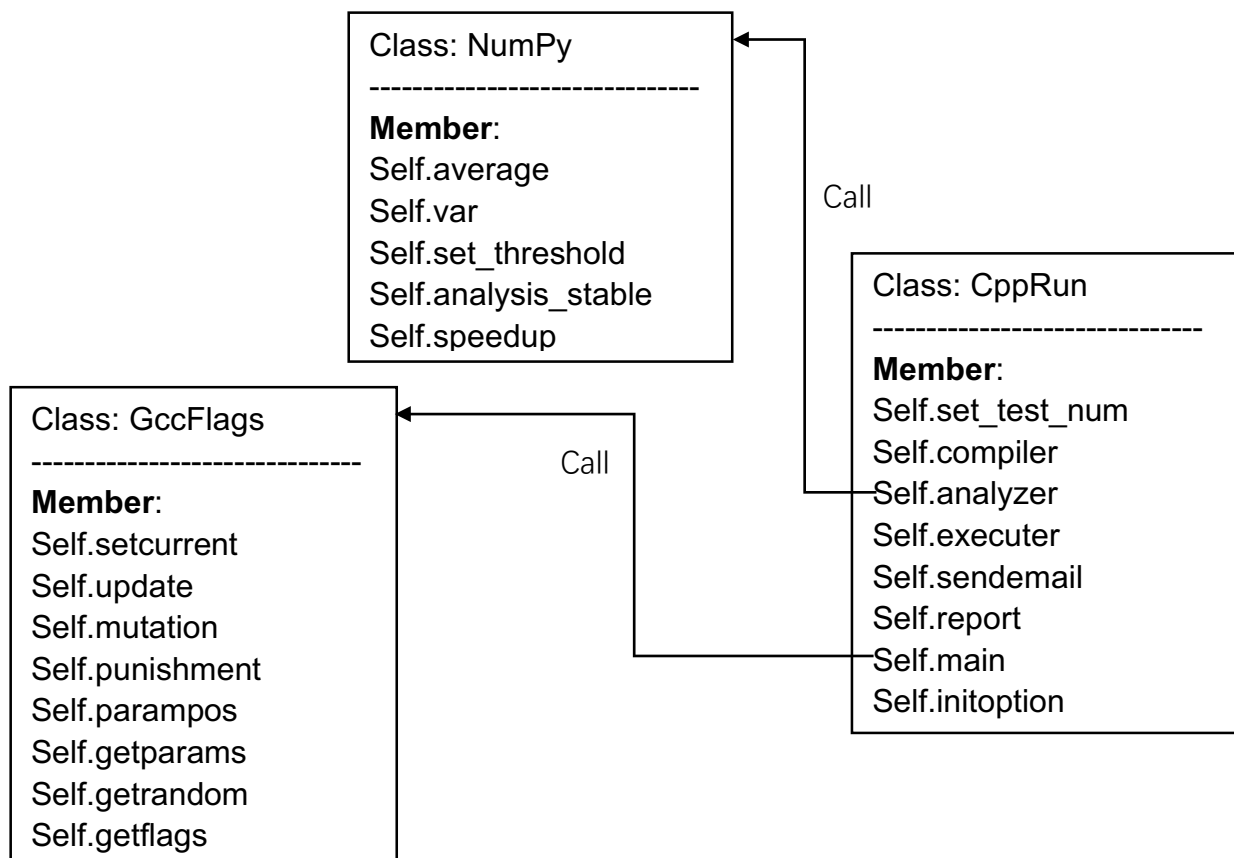 Class: NumPy
-------------------------------
Member:
Self.average
Self.var
Self.set_threshold
Self.analysis_stable
Self.speedup
Call
Class: CppRun
-------------------------------
Member:
Self.set_test_num
Self.compiler
Self.analyzer
Self.executer
Self.sendemail
Self.report
Self.main
Self.initoption
Call
Class: GccFlags
-------------------------------
Member:
Self.setcurrent
Self.update
Self.mutation
Self.punishment
Self.parampos
Self.getparams
Self.getrandom
Self.getflags